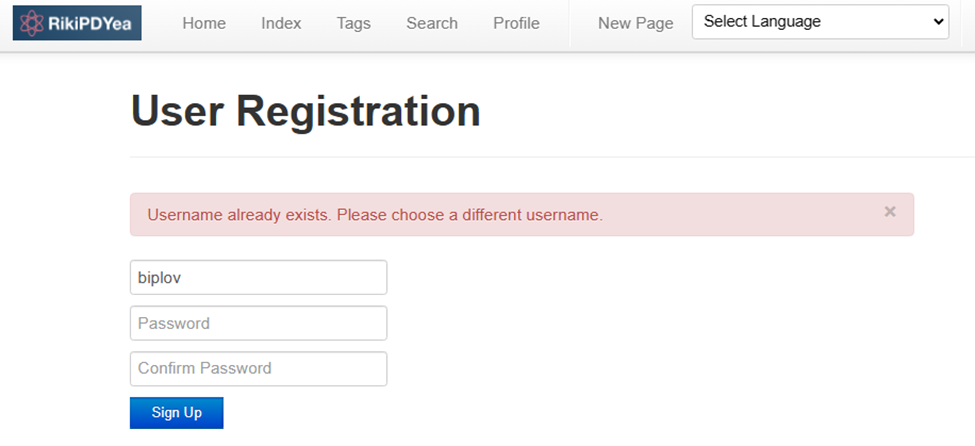 RikiPDYea Home Index Tags Search Profile New Page Select Language
User Registration
Username already exists. Please choose a different username. ×
biplov
Password
Confirm Password
Sign Up